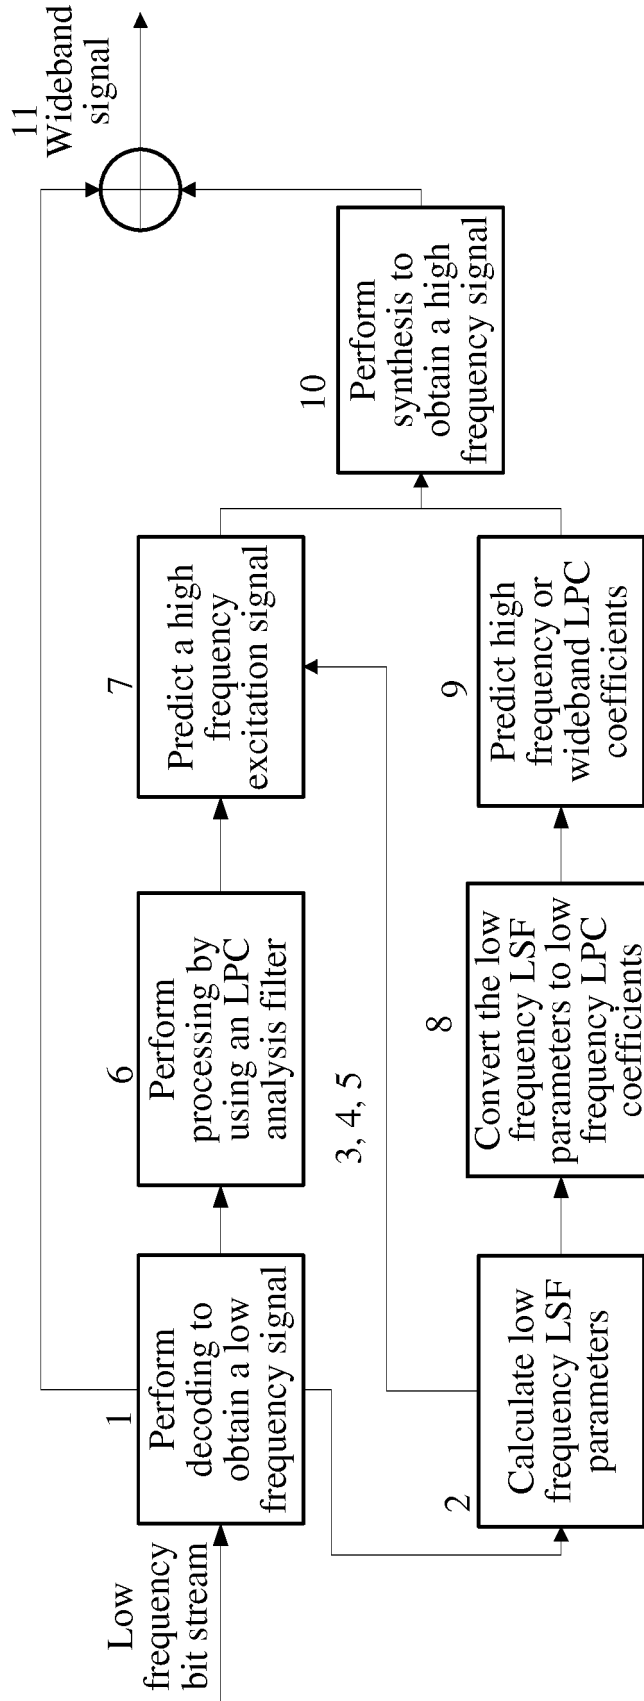 Low
frequency
bit stream
1
Perform
decoding to
obtain a low
frequency signal
6
Perform
processing by
using an LPC
analysis filter
7
Predict a high
frequency
excitation signal
11
Wideband
signal
3, 4, 5
2
Calculate low
frequency LSF
parameters
8
Convert the low
frequency LSF
parameters to low
frequency LPC
coefficients
9
Predict high
frequency or
wideband LPC
coefficients
10
Perform
synthesis to
obtain a high
frequency signal